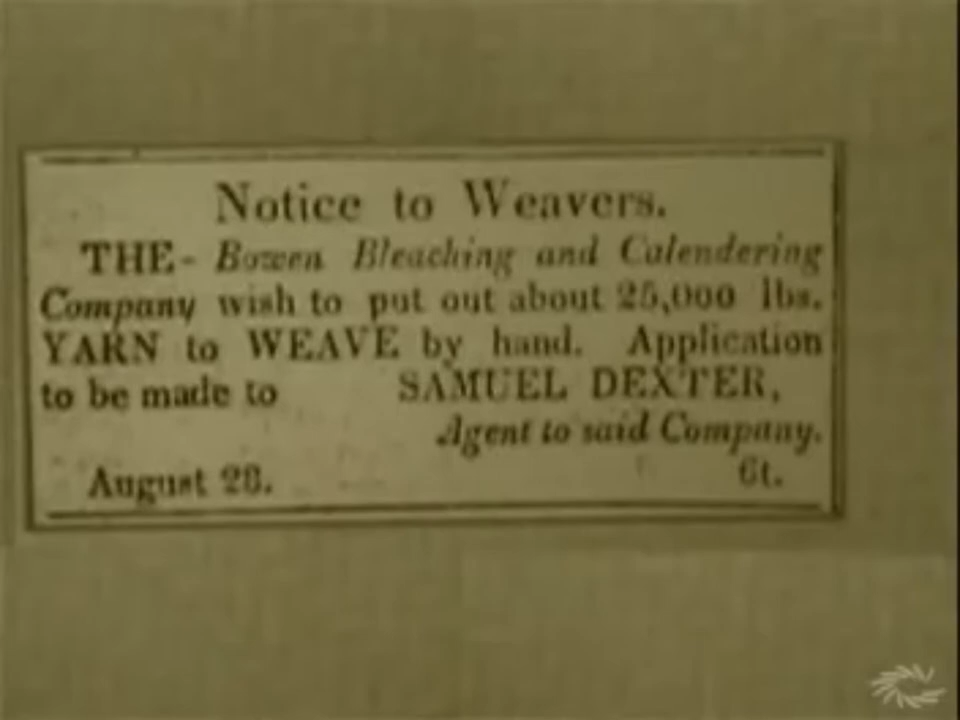 Notice to Weavers.
THE - Bowen Bleaching and Calendering
Company wish to put out about 25,000 lbs.
YARN to WEAVE by hand. Application
to be made to SAMUEL DEXTER,
Agent to said Company.
August 28. 6t.